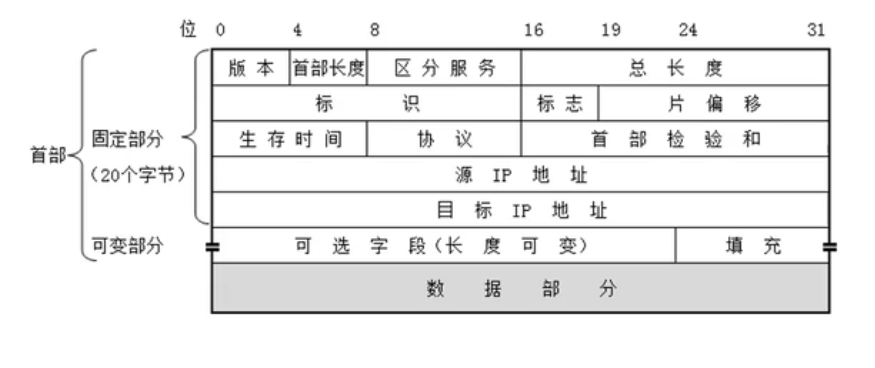 位 0 4 8 16 19 24 31
版本 首部长度 区分服务 总长度
标识 标志 片偏移
固定部分 生存时间 协议 首部检验和
首部
（20个字节） 源 IP 地址
目标 IP 地址
可变部分 可选字段（长度可变） 填充
数据部分